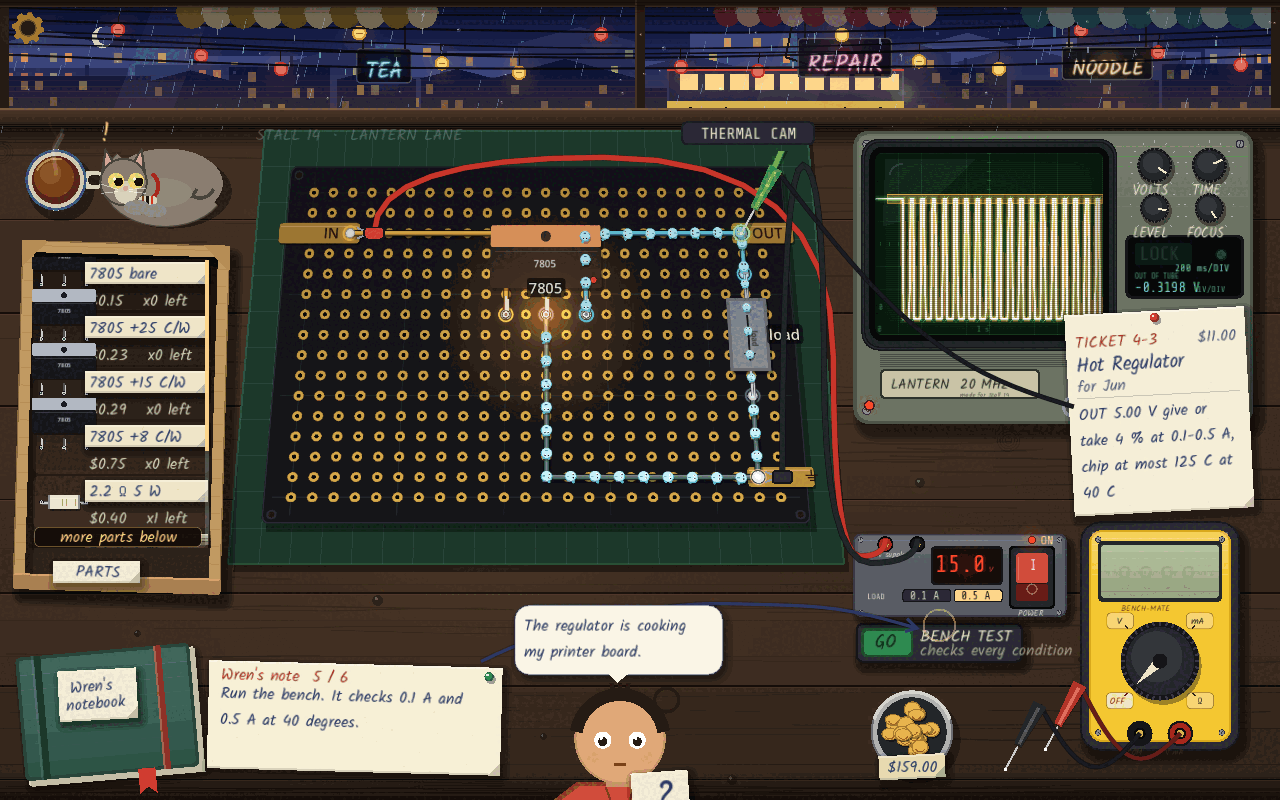 TEA
REPAIR
NOODLE
STALL 14 · LANTERN LANE
THERMAL CAM
IN
OUT
7805
7805
load
7805 bare
0.15 x0 left
7805 +25 C/W
0.23 x0 left
7805 +15 C/W
0.29 x0 left
7805 +8 C/W
$0.75 x0 left
2.2 Ω 5 W
$0.40 x1 left
more parts below
PARTS
VOLTS TIME
LEVEL FOCUS
LOCK
200 ms/DIV
OUT OF TUNE
-0.3198 V
1 s
LANTERN 20 MHz
made for Stall 14
TICKET 4-3 $11.00
Hot Regulator
for Jun
OUT 5.00 V give or
take 4 % at 0.1-0.5 A,
chip at most 125 C at
40 C
15.0 v
ON
I
LOAD 0.1 A 0.5 A
POWER
GO
BENCH TEST
checks every condition
BENCH-MATE
V mA
OFF Ω
The regulator is cooking
my printer board.
Wren's
notebook
Wren's note 5 / 6
Run the bench. It checks 0.1 A and
0.5 A at 40 degrees.
?
$159.00